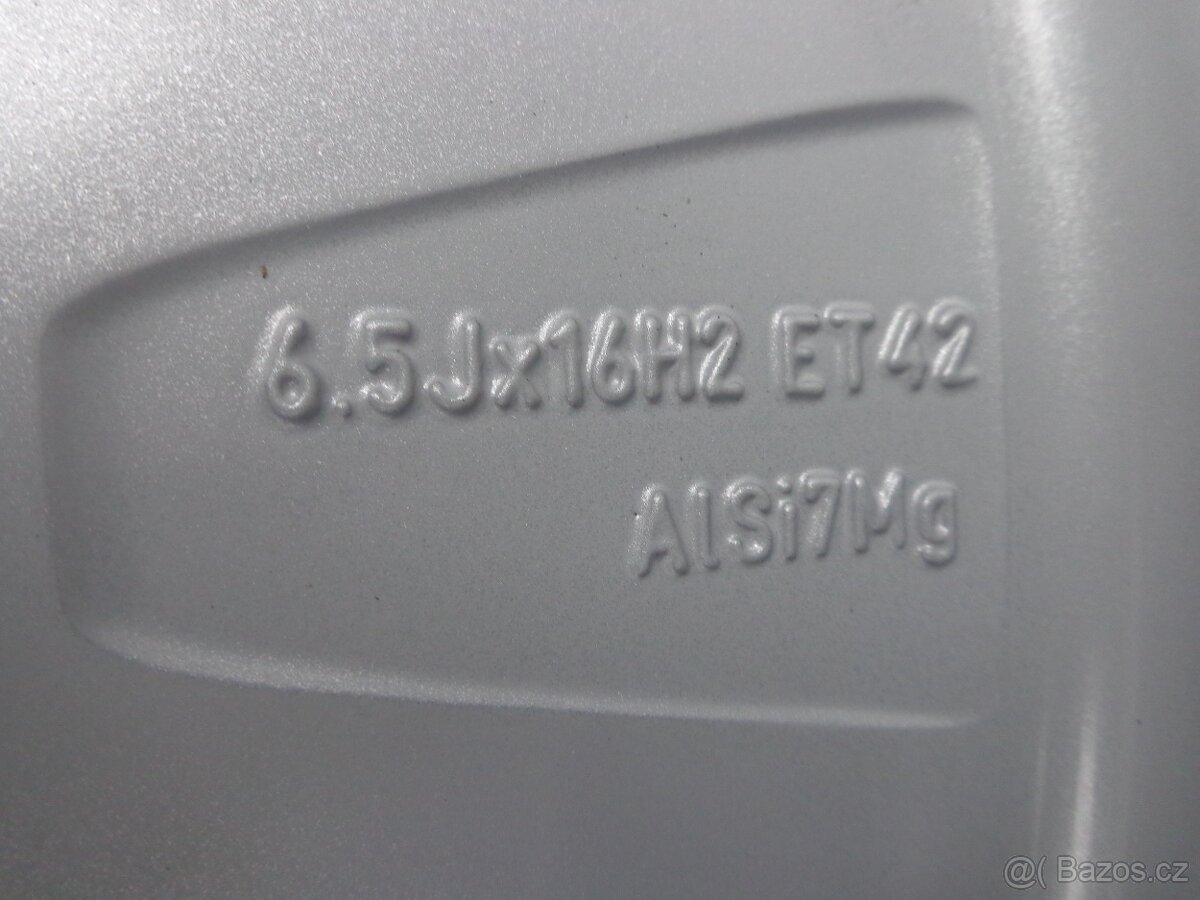 6.5Jx16H2 ET42
AlSi7Mg
@( Bazos.cz